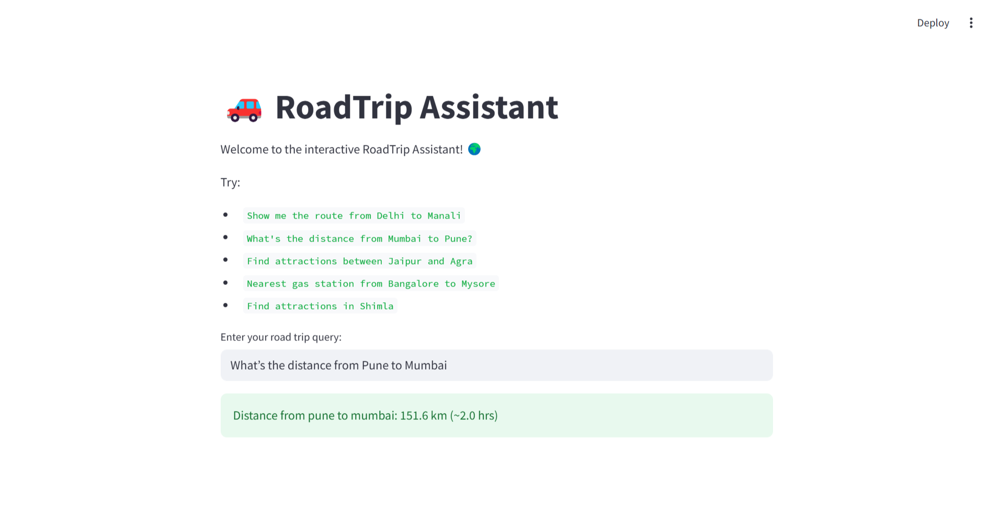 Deploy
RoadTrip Assistant
Welcome to the interactive RoadTrip Assistant!
Try:
Show me the route from Delhi to Manali
What's the distance from Mumbai to Pune?
Find attractions between Jaipur and Agra
Nearest gas station from Bangalore to Mysore
Find attractions in Shimla
Enter your road trip query:
What’s the distance from Pune to Mumbai
Distance from pune to mumbai: 151.6 km (~2.0 hrs)